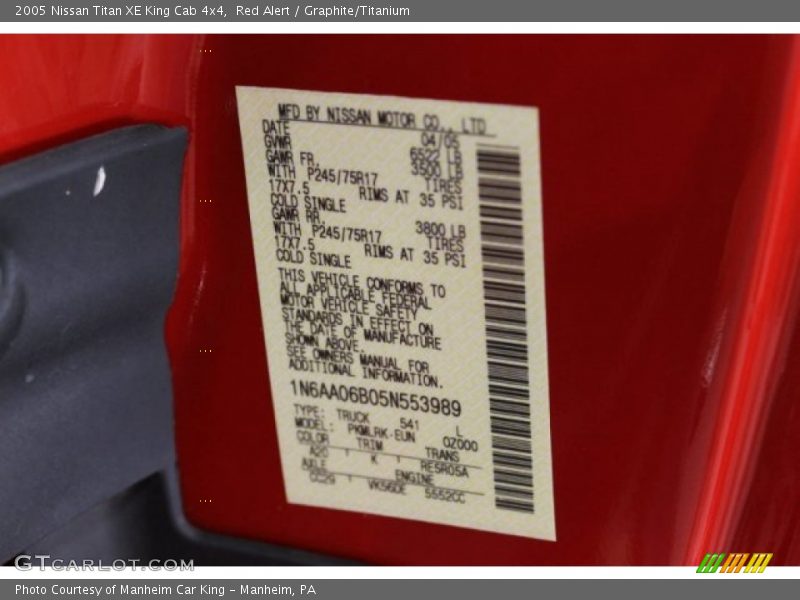 2005 Nissan Titan XE King Cab 4x4,  Red Alert / Graphite/Titanium
MFD BY NISSAN MOTOR CO., LTD
DATE 04/05
GVWR 6522 LB
GAWR FR. 3500 LB
WITH P245/75R17 TIRES
17X7.5 RIMS AT 35 PSI
COLD SINGLE
GAWR RR. 3800 LB
WITH P245/75R17 TIRES
17X7.5 RIMS AT 35 PSI
COLD SINGLE
THIS VEHICLE CONFORMS TO
ALL APPLICABLE FEDERAL
MOTOR VEHICLE SAFETY
STANDARDS IN EFFECT ON
THE DATE OF MANUFACTURE
SHOWN ABOVE.
SEE OWNERS MANUAL FOR
ADDITIONAL INFORMATION.
1N6AA06B05N553989
TYPE: TRUCK 541 L
MODEL: PKMLRK-EUN 0Z000
COLOR TRIM TRANS
A20 K RE5R05A
AXLE ENGINE
CC29 VK56DE 5552CC
GTCARLOT.COM
Photo Courtesy of Manheim Car King - Manheim, PA